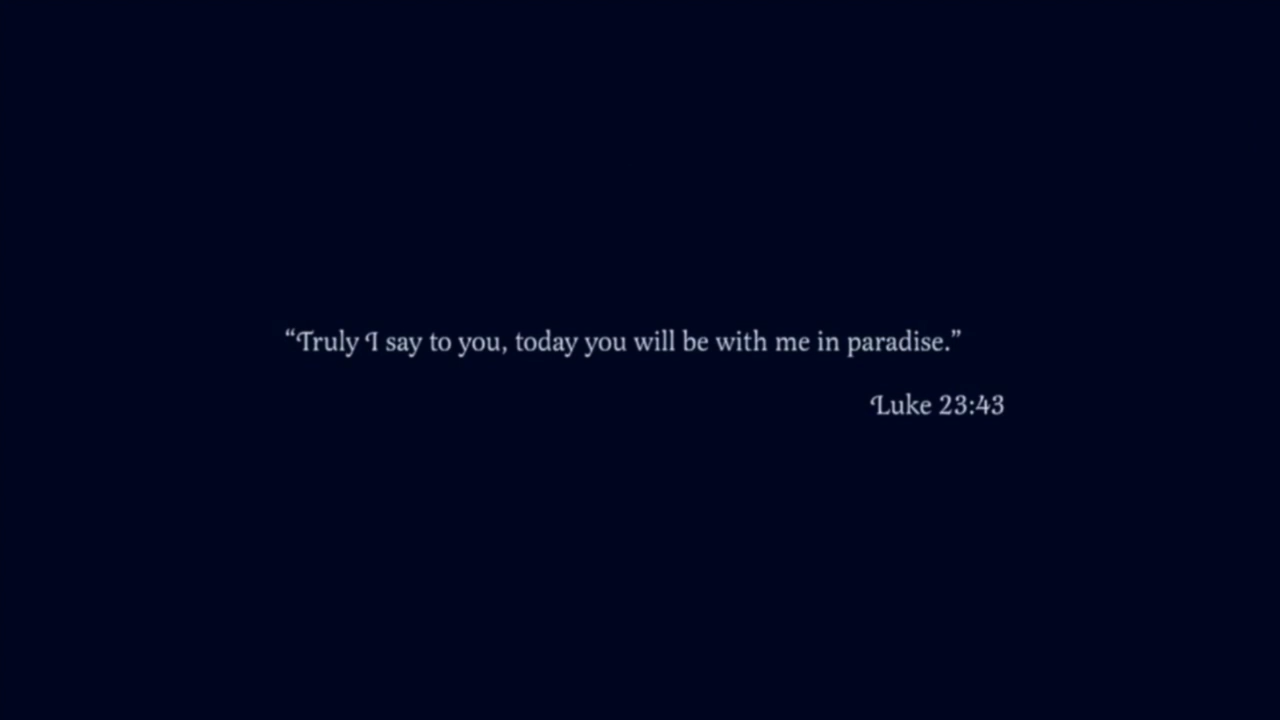 “Truly I say to you, today you will be with me in paradise.”
Luke 23:43